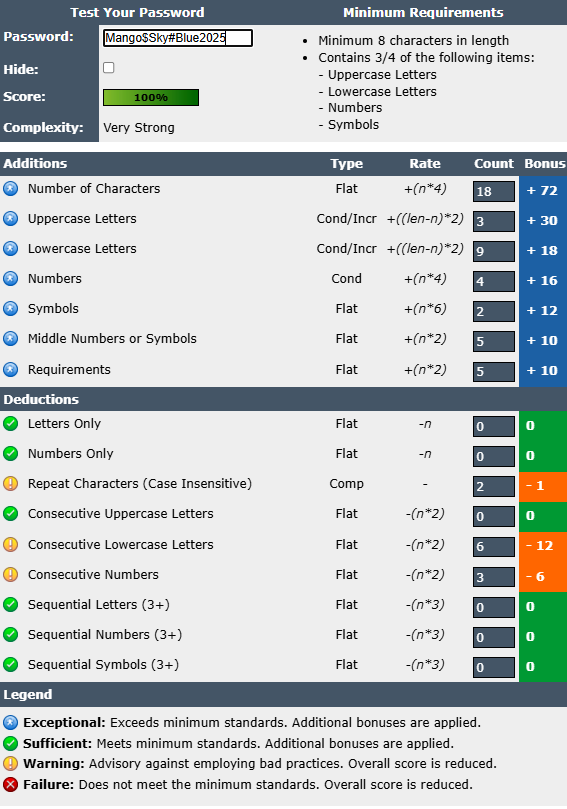 Test Your Password Minimum Requirements
Password: Mango$Sky#Blue2025
• Minimum 8 characters in length
• Contains 3/4 of the following items:
- Uppercase Letters
- Lowercase Letters
- Numbers
- Symbols
Hide:
Score: 100%
Complexity: Very Strong
Additions Type Rate Count Bonus
Number of Characters Flat +(n*4) 18 + 72
Uppercase Letters Cond/Incr +((len-n)*2) 3 + 30
Lowercase Letters Cond/Incr +((len-n)*2) 9 + 18
Numbers Cond +(n*4) 4 + 16
Symbols Flat +(n*6) 2 + 12
Middle Numbers or Symbols Flat +(n*2) 5 + 10
Requirements Flat +(n*2) 5 + 10
Deductions
Letters Only Flat -n 0 0
Numbers Only Flat -n 0 0
Repeat Characters (Case Insensitive) Comp - 2 - 1
Consecutive Uppercase Letters Flat -(n*2) 0 0
Consecutive Lowercase Letters Flat -(n*2) 6 - 12
Consecutive Numbers Flat -(n*2) 3 - 6
Sequential Letters (3+) Flat -(n*3) 0 0
Sequential Numbers (3+) Flat -(n*3) 0 0
Sequential Symbols (3+) Flat -(n*3) 0 0
Legend
Exceptional: Exceeds minimum standards. Additional bonuses are applied.
Sufficient: Meets minimum standards. Additional bonuses are applied.
Warning: Advisory against employing bad practices. Overall score is reduced.
Failure: Does not meet the minimum standards. Overall score is reduced.